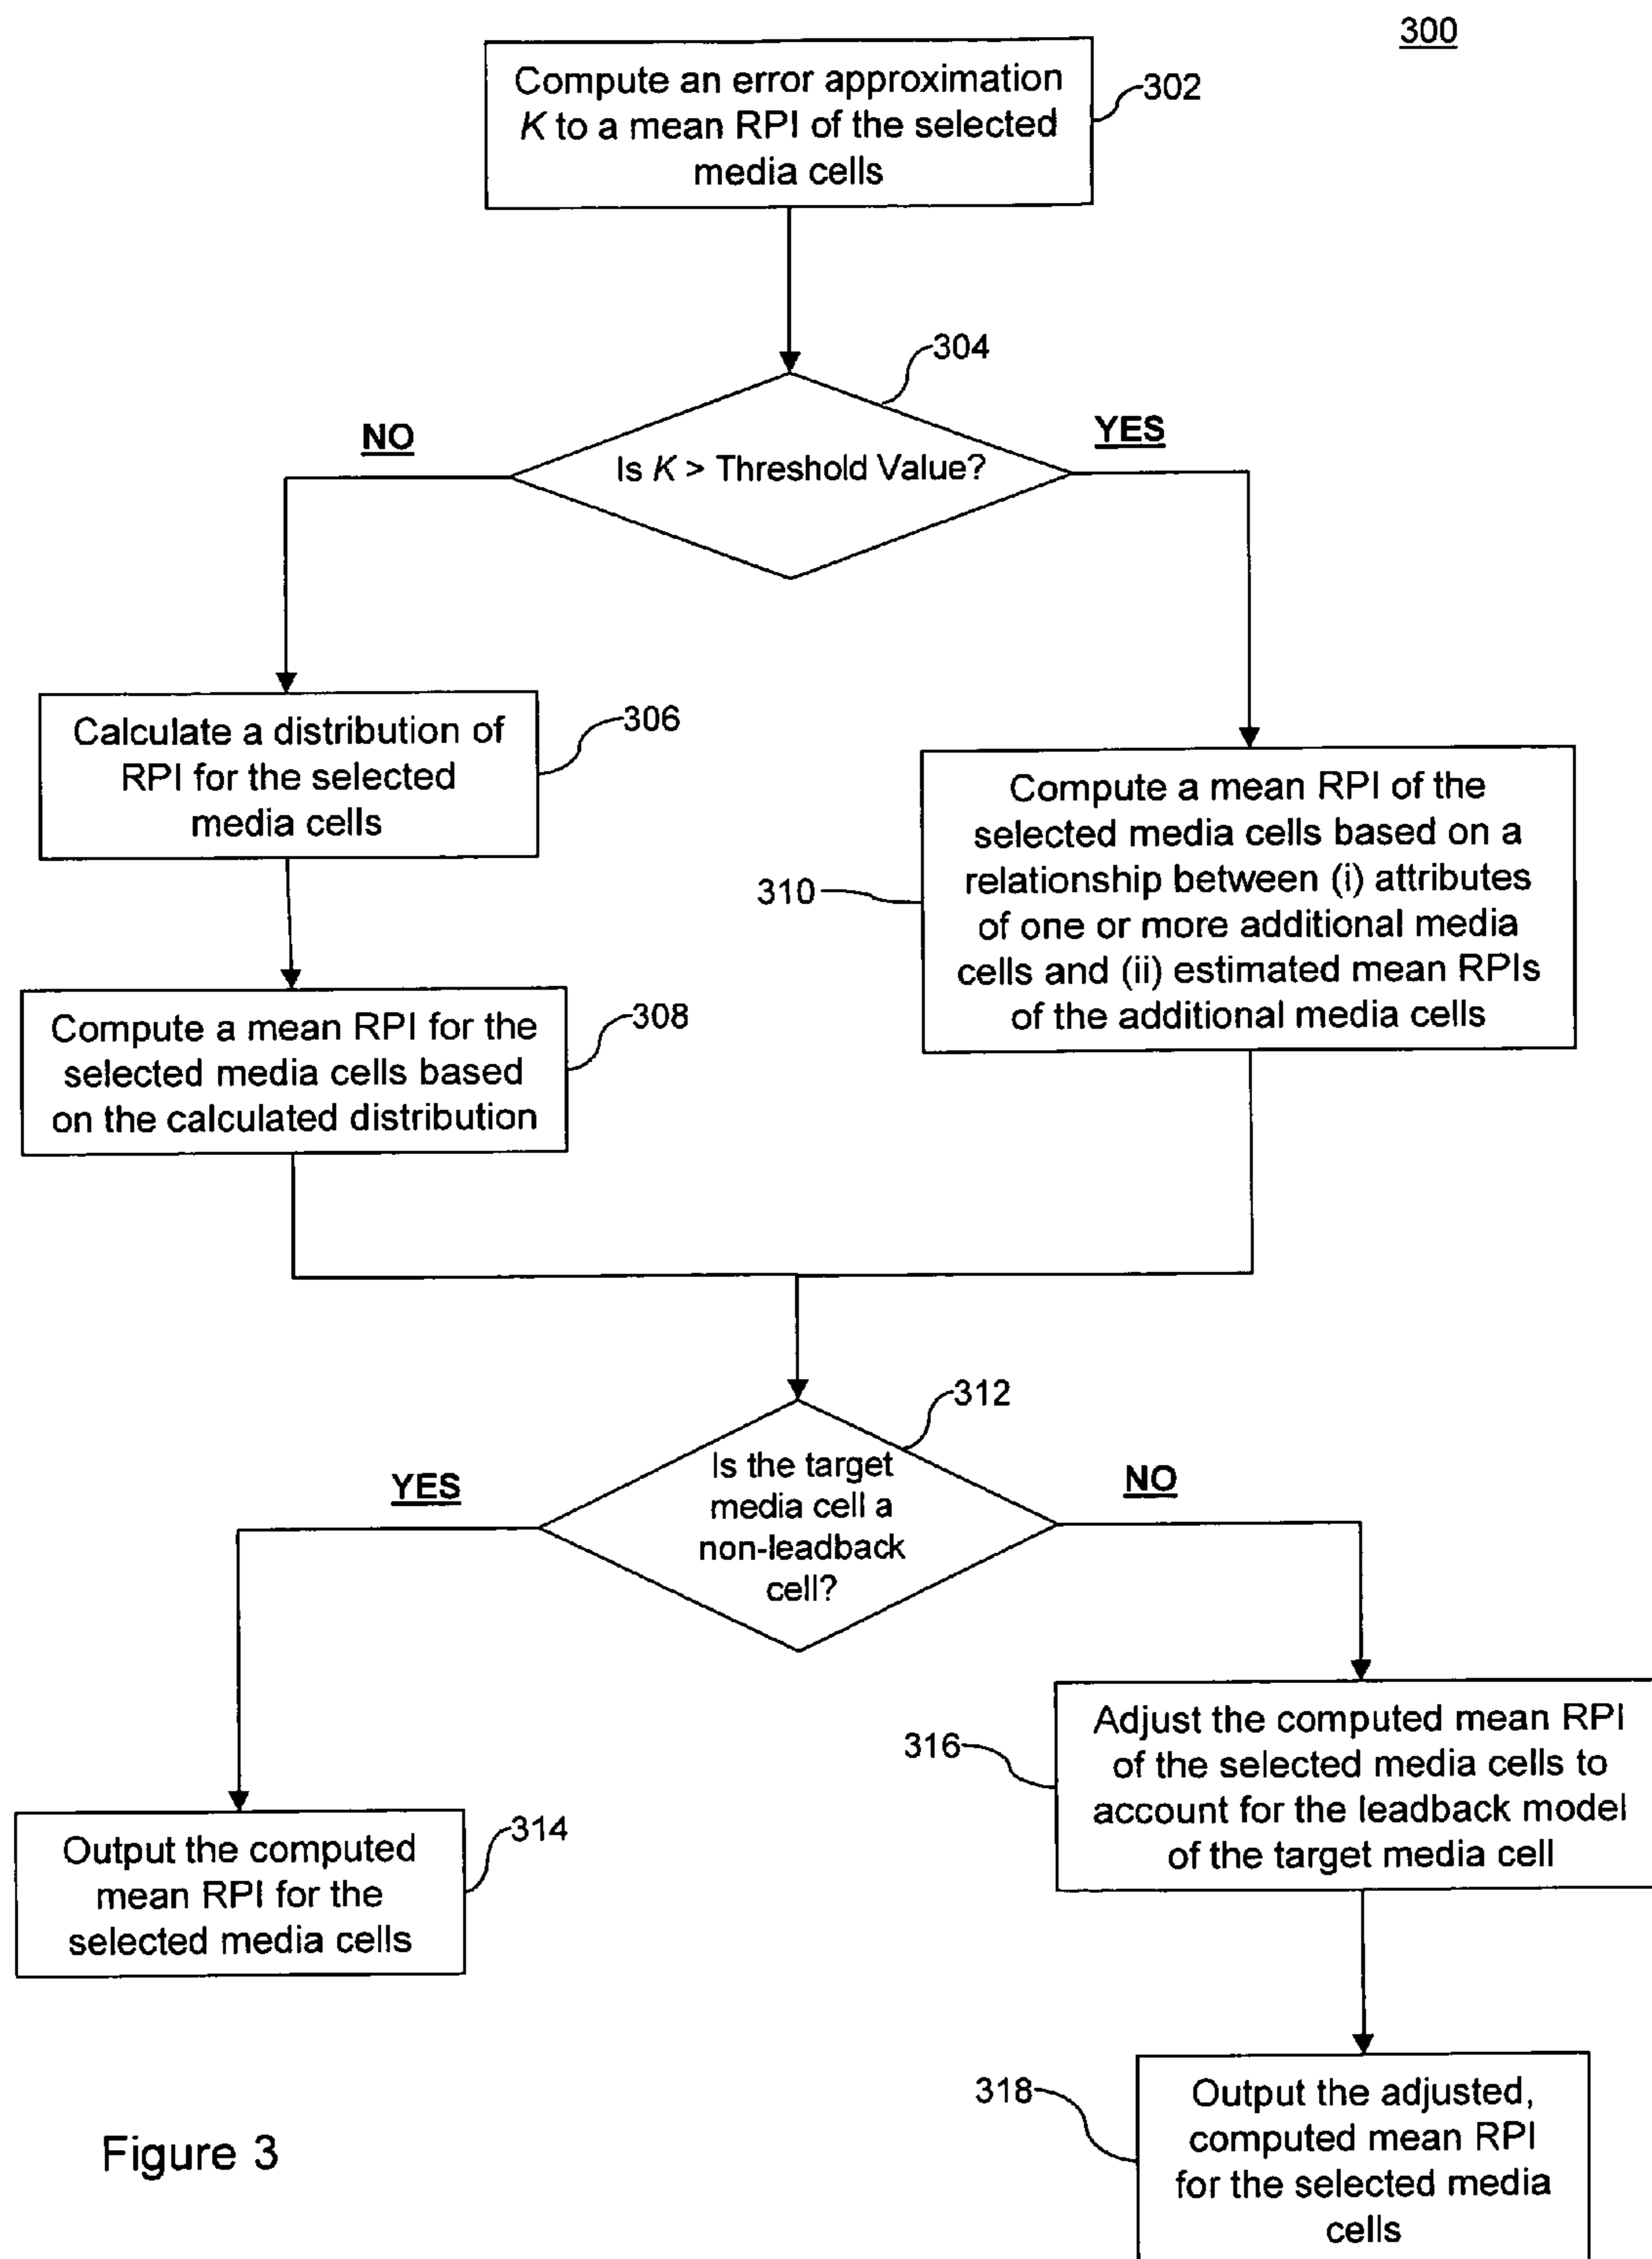 300
Compute an error approximation
K to a mean RPI of the selected
media cells
302
304
NO
YES
Is K > Threshold Value?
Calculate a distribution of
RPI for the selected
media cells
306
Compute a mean RPI of the
selected media cells based on a
relationship between (i) attributes
of one or more additional media
cells and (ii) estimated mean RPIs
of the additional media cells
310
Compute a mean RPI for the
selected media cells based
on the calculated distribution
308
312
Is the target
media cell a
non-leadback
cell?
YES
NO
Adjust the computed mean RPI
of the selected media cells to
account for the leadback model
of the target media cell
316
Output the computed
mean RPI for the
selected media cells
314
318
Output the adjusted,
computed mean RPI
for the selected media
cells
Figure 3